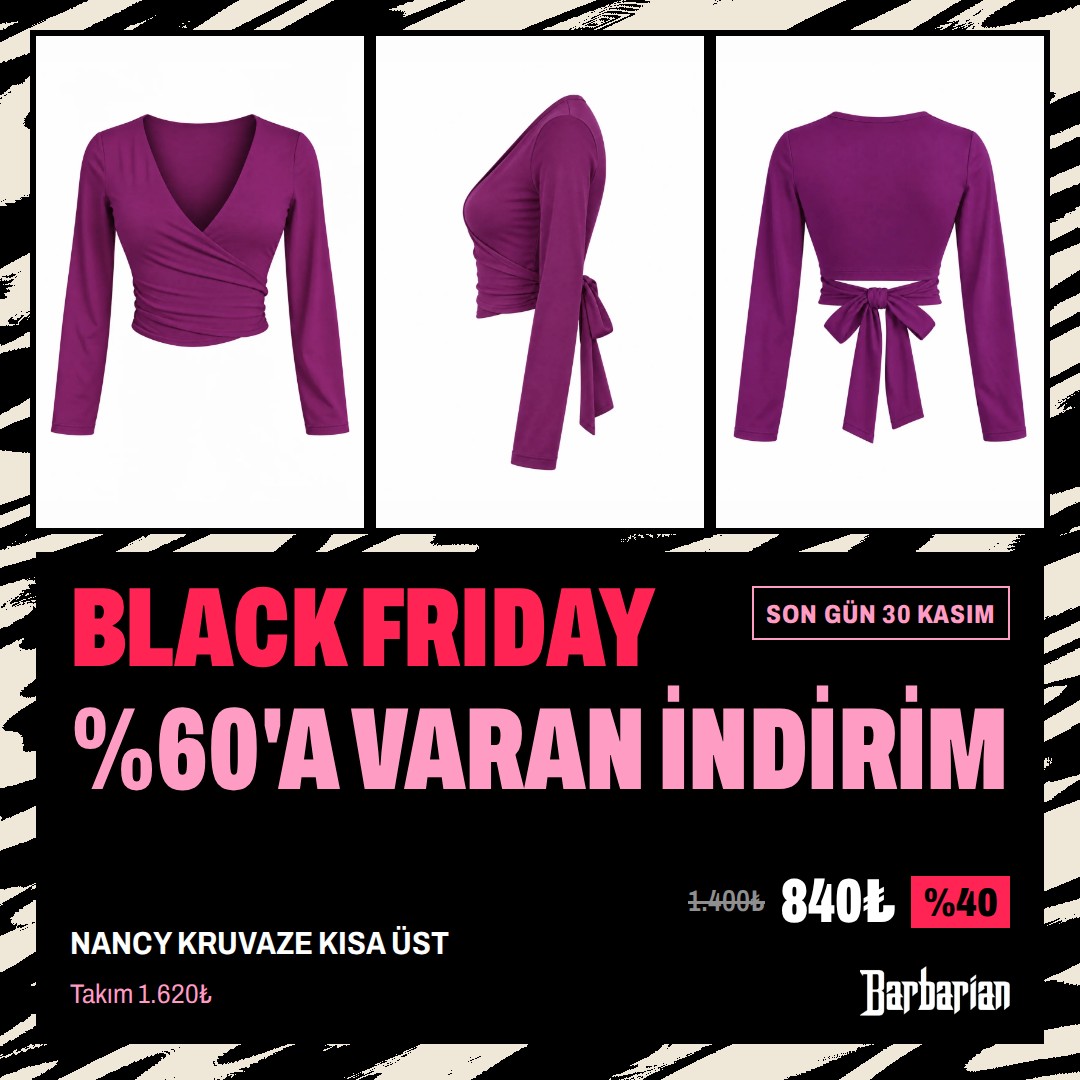 BLACK FRIDAY
SON GÜN 30 KASIM
%60'A VARAN İNDİRİM
1.400₺ 840₺ %40
NANCY KRUVAZE KISA ÜST
Takım 1.620₺
Barbarian